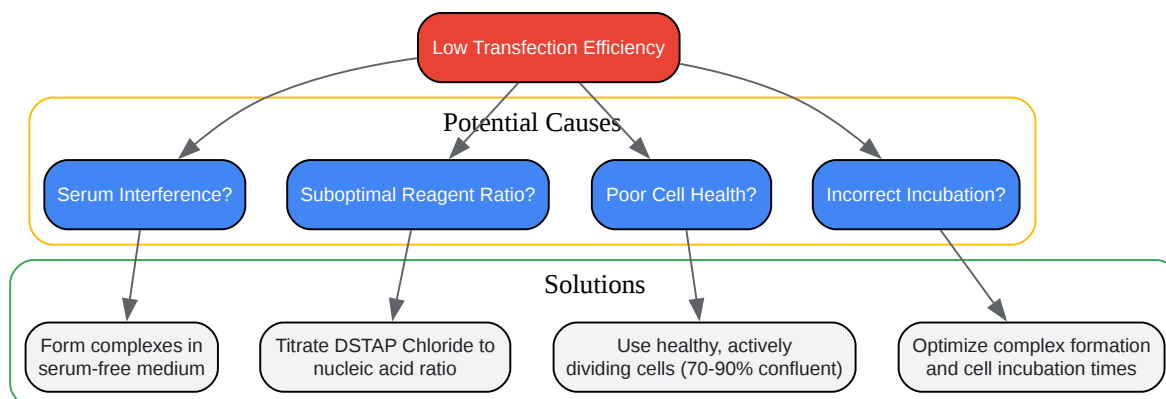 Low Transfection Efficiency
Potential Causes
Serum Interference?
Suboptimal Reagent Ratio?
Poor Cell Health?
Incorrect Incubation?
Solutions
Form complexes in
serum-free medium
Titrate DSTAP Chloride to
nucleic acid ratio
Use healthy, actively
dividing cells (70-90% confluent)
Optimize complex formation
and cell incubation times